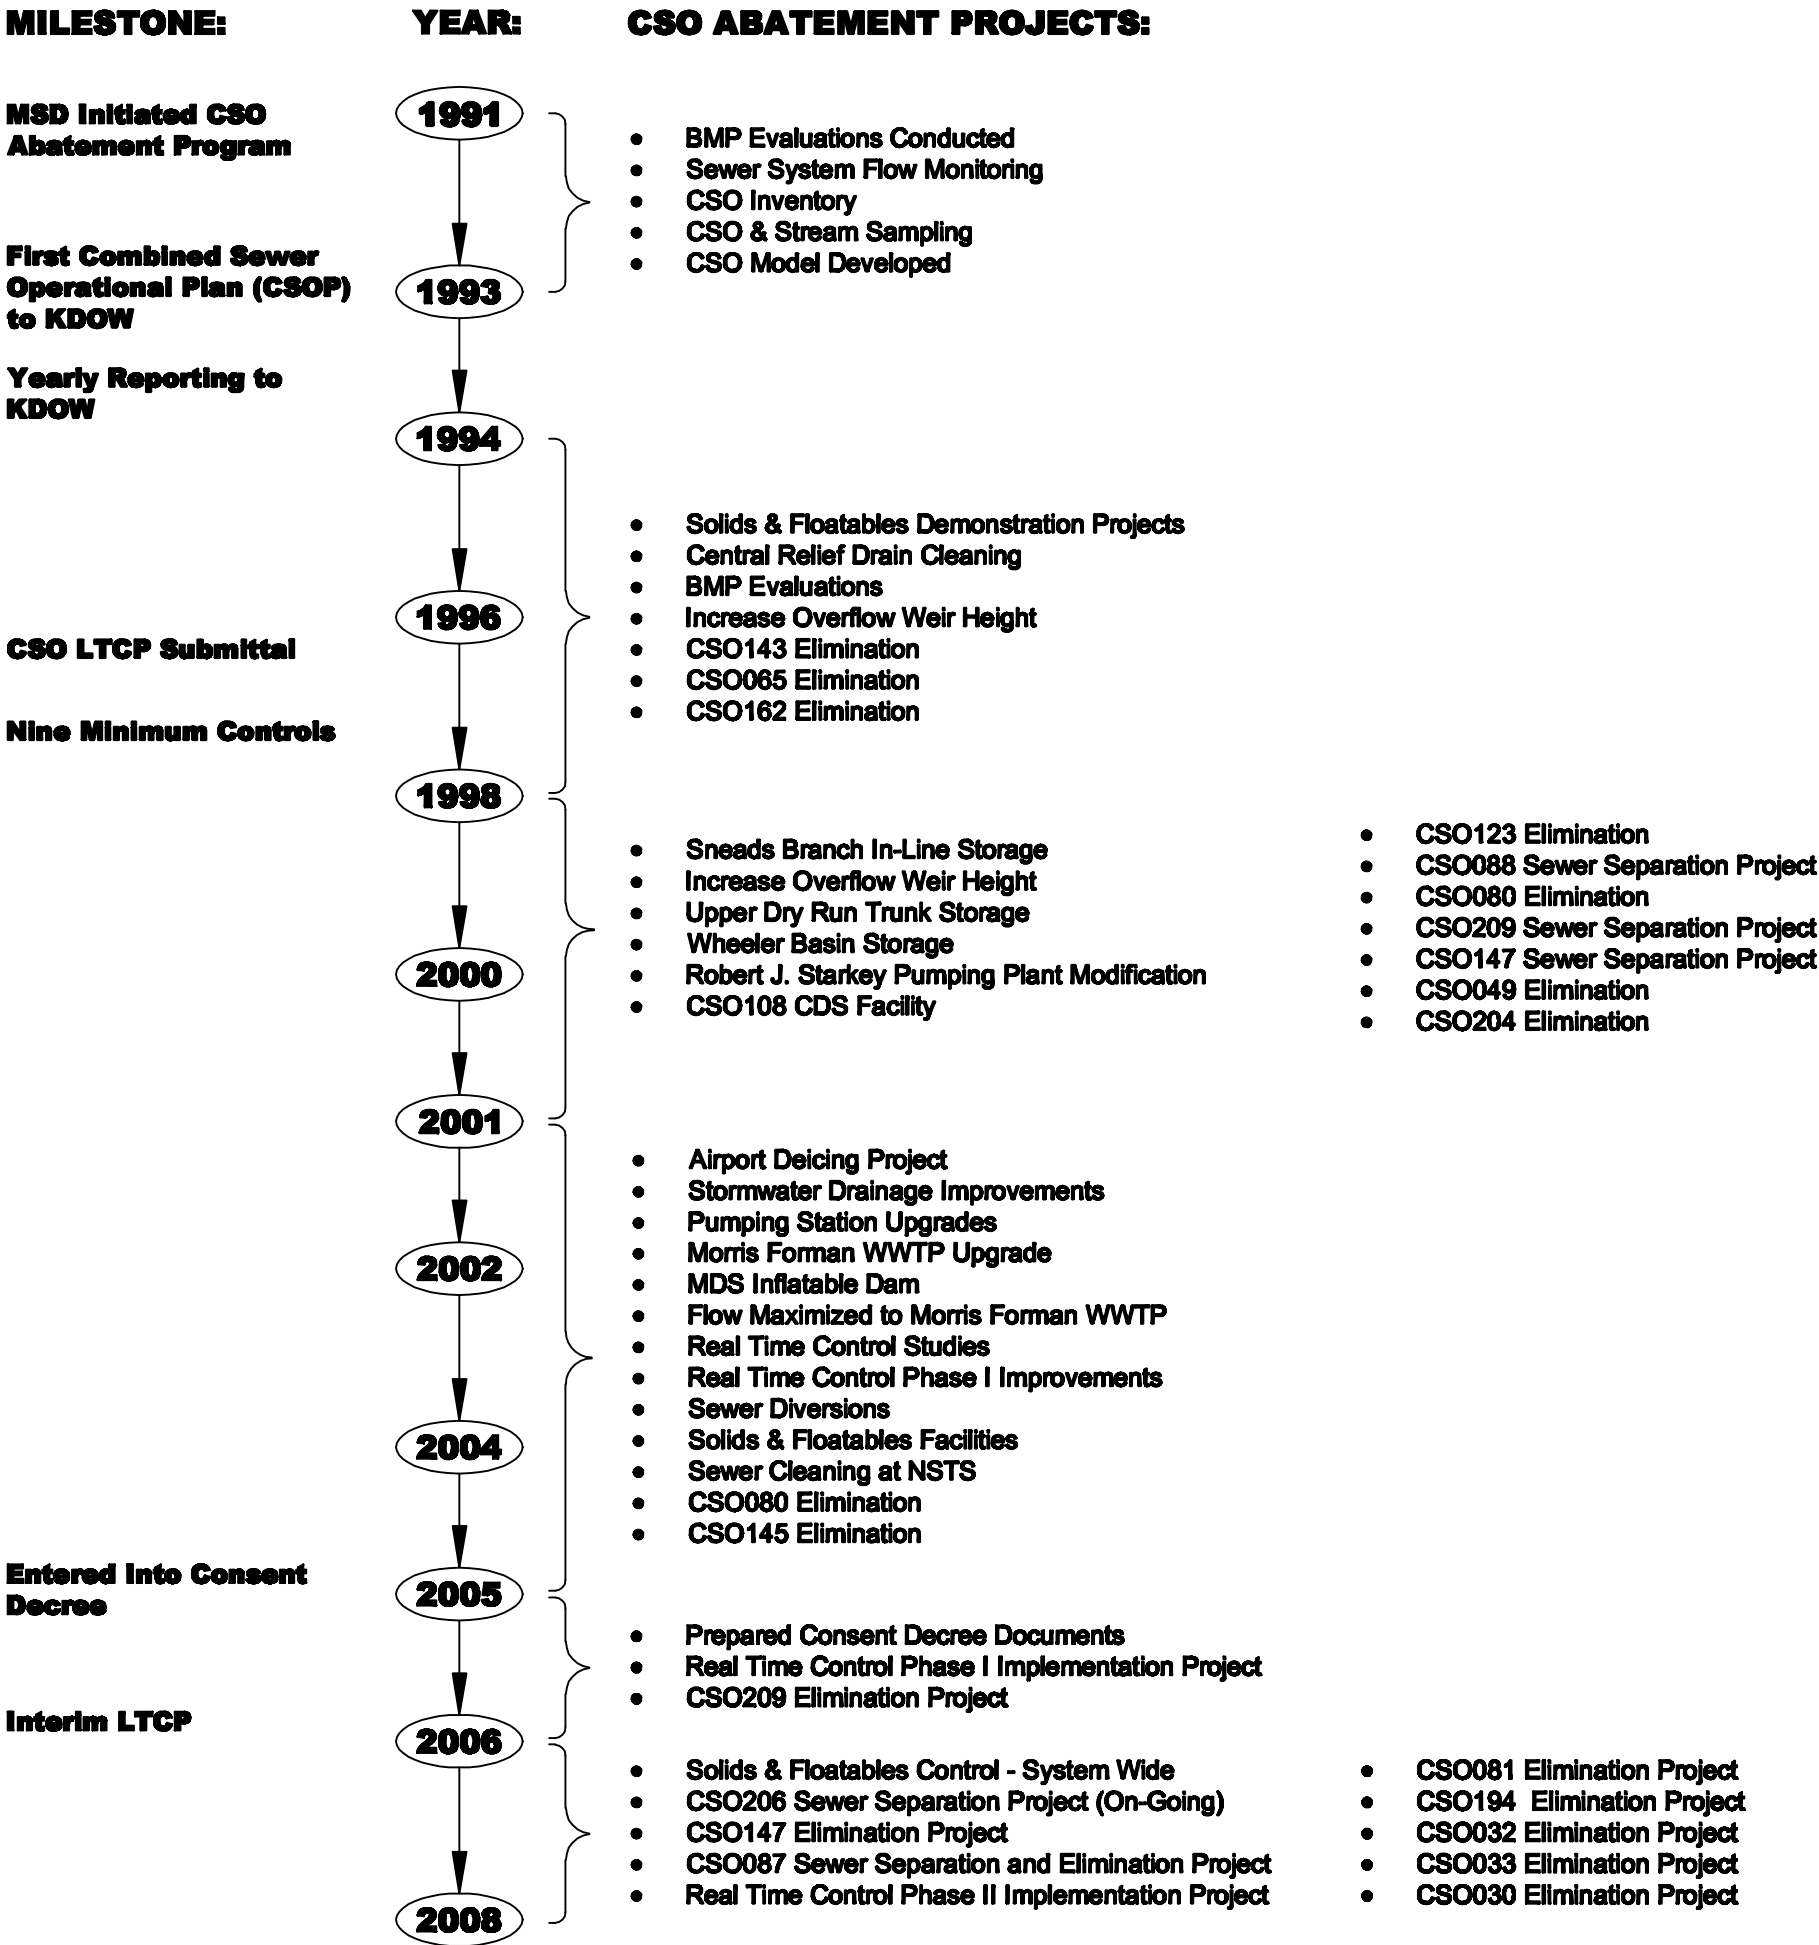 MILESTONE:
YEAR:
CSO ABATEMENT PROJECTS:
MSD Initiated CSO
Abatement Program
1991
• BMP Evaluations Conducted
• Sewer System Flow Monitoring
• CSO Inventory
• CSO & Stream Sampling
• CSO Model Developed
First Combined Sewer
Operational Plan (CSOP)
to KDOW
1993
Yearly Reporting to
KDOW
1994
• Solids & Floatables Demonstration Projects
• Central Relief Drain Cleaning
• BMP Evaluations
• Increase Overflow Weir Height
• CSO143 Elimination
• CSO065 Elimination
• CSO162 Elimination
1996
CSO LTCP Submittal
Nine Minimum Controls
1998
• Sneads Branch In-Line Storage
• Increase Overflow Weir Height
• Upper Dry Run Trunk Storage
• Wheeler Basin Storage
• Robert J. Starkey Pumping Plant Modification
• CSO108 CDS Facility
• CSO123 Elimination
• CSO088 Sewer Separation Project
• CSO080 Elimination
• CSO209 Sewer Separation Project
• CSO147 Sewer Separation Project
• CSO049 Elimination
• CSO204 Elimination
2000
2001
• Airport Deicing Project
• Stormwater Drainage Improvements
• Pumping Station Upgrades
• Morris Forman WWTP Upgrade
• MDS Inflatable Dam
• Flow Maximized to Morris Forman WWTP
• Real Time Control Studies
• Real Time Control Phase I Improvements
• Sewer Diversions
• Solids & Floatables Facilities
• Sewer Cleaning at NSTS
• CSO080 Elimination
• CSO145 Elimination
2002
2004
Entered Into Consent
Decree
2005
• Prepared Consent Decree Documents
• Real Time Control Phase I Implementation Project
• CSO209 Elimination Project
Interim LTCP
2006
• Solids & Floatables Control - System Wide
• CSO206 Sewer Separation Project (On-Going)
• CSO147 Elimination Project
• CSO087 Sewer Separation and Elimination Project
• Real Time Control Phase II Implementation Project
• CSO081 Elimination Project
• CSO194 Elimination Project
• CSO032 Elimination Project
• CSO033 Elimination Project
• CSO030 Elimination Project
2008